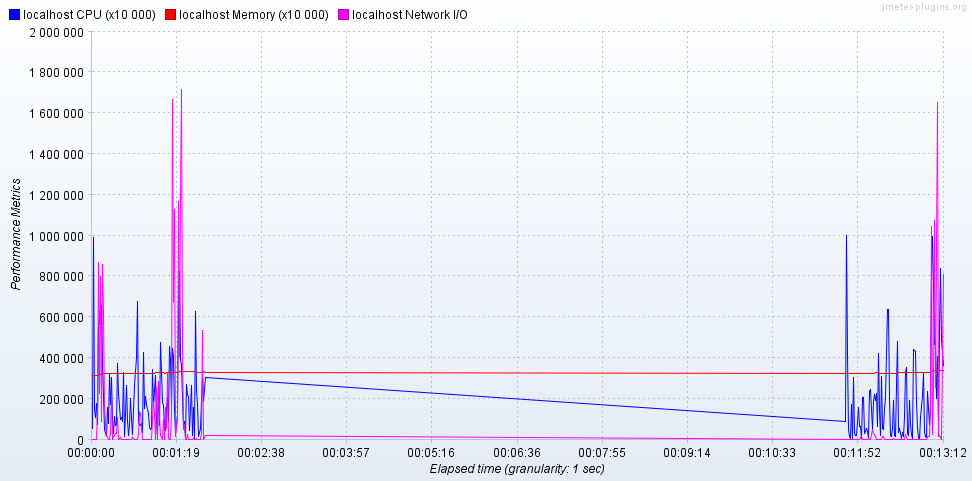 localhost CPU (x10 000) localhost Memory (x10 000) localhost Network I/O
jmeter-plugins.org
2 000 000
1 800 000
1 600 000
1 400 000
1 200 000
1 000 000
800 000
600 000
400 000
200 000
0
Performance Metrics
00:00:00 00:01:19 00:02:38 00:03:57 00:05:16 00:06:36 00:07:55 00:09:14 00:10:33 00:11:52 00:13:12
Elapsed time (granularity: 1 sec)